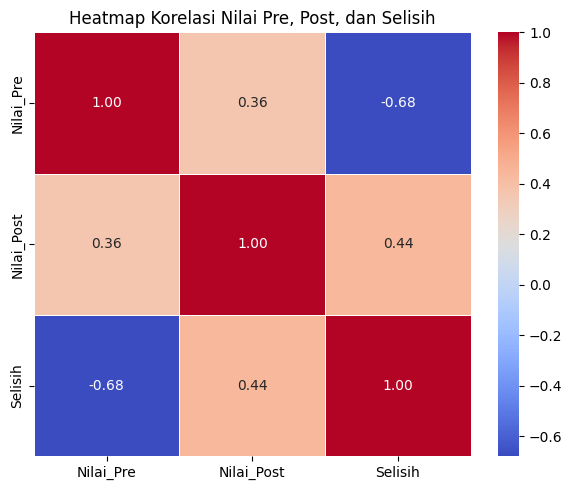 Heatmap Korelasi Nilai Pre, Post, dan Selisih
Nilai_Pre
1.00 0.36 -0.68
Nilai_Post
0.36 1.00 0.44
Selisih
-0.68 0.44 1.00
Nilai_Pre Nilai_Post Selisih
1.0
0.8
0.6
0.4
0.2
0.0
−0.2
−0.4
−0.6